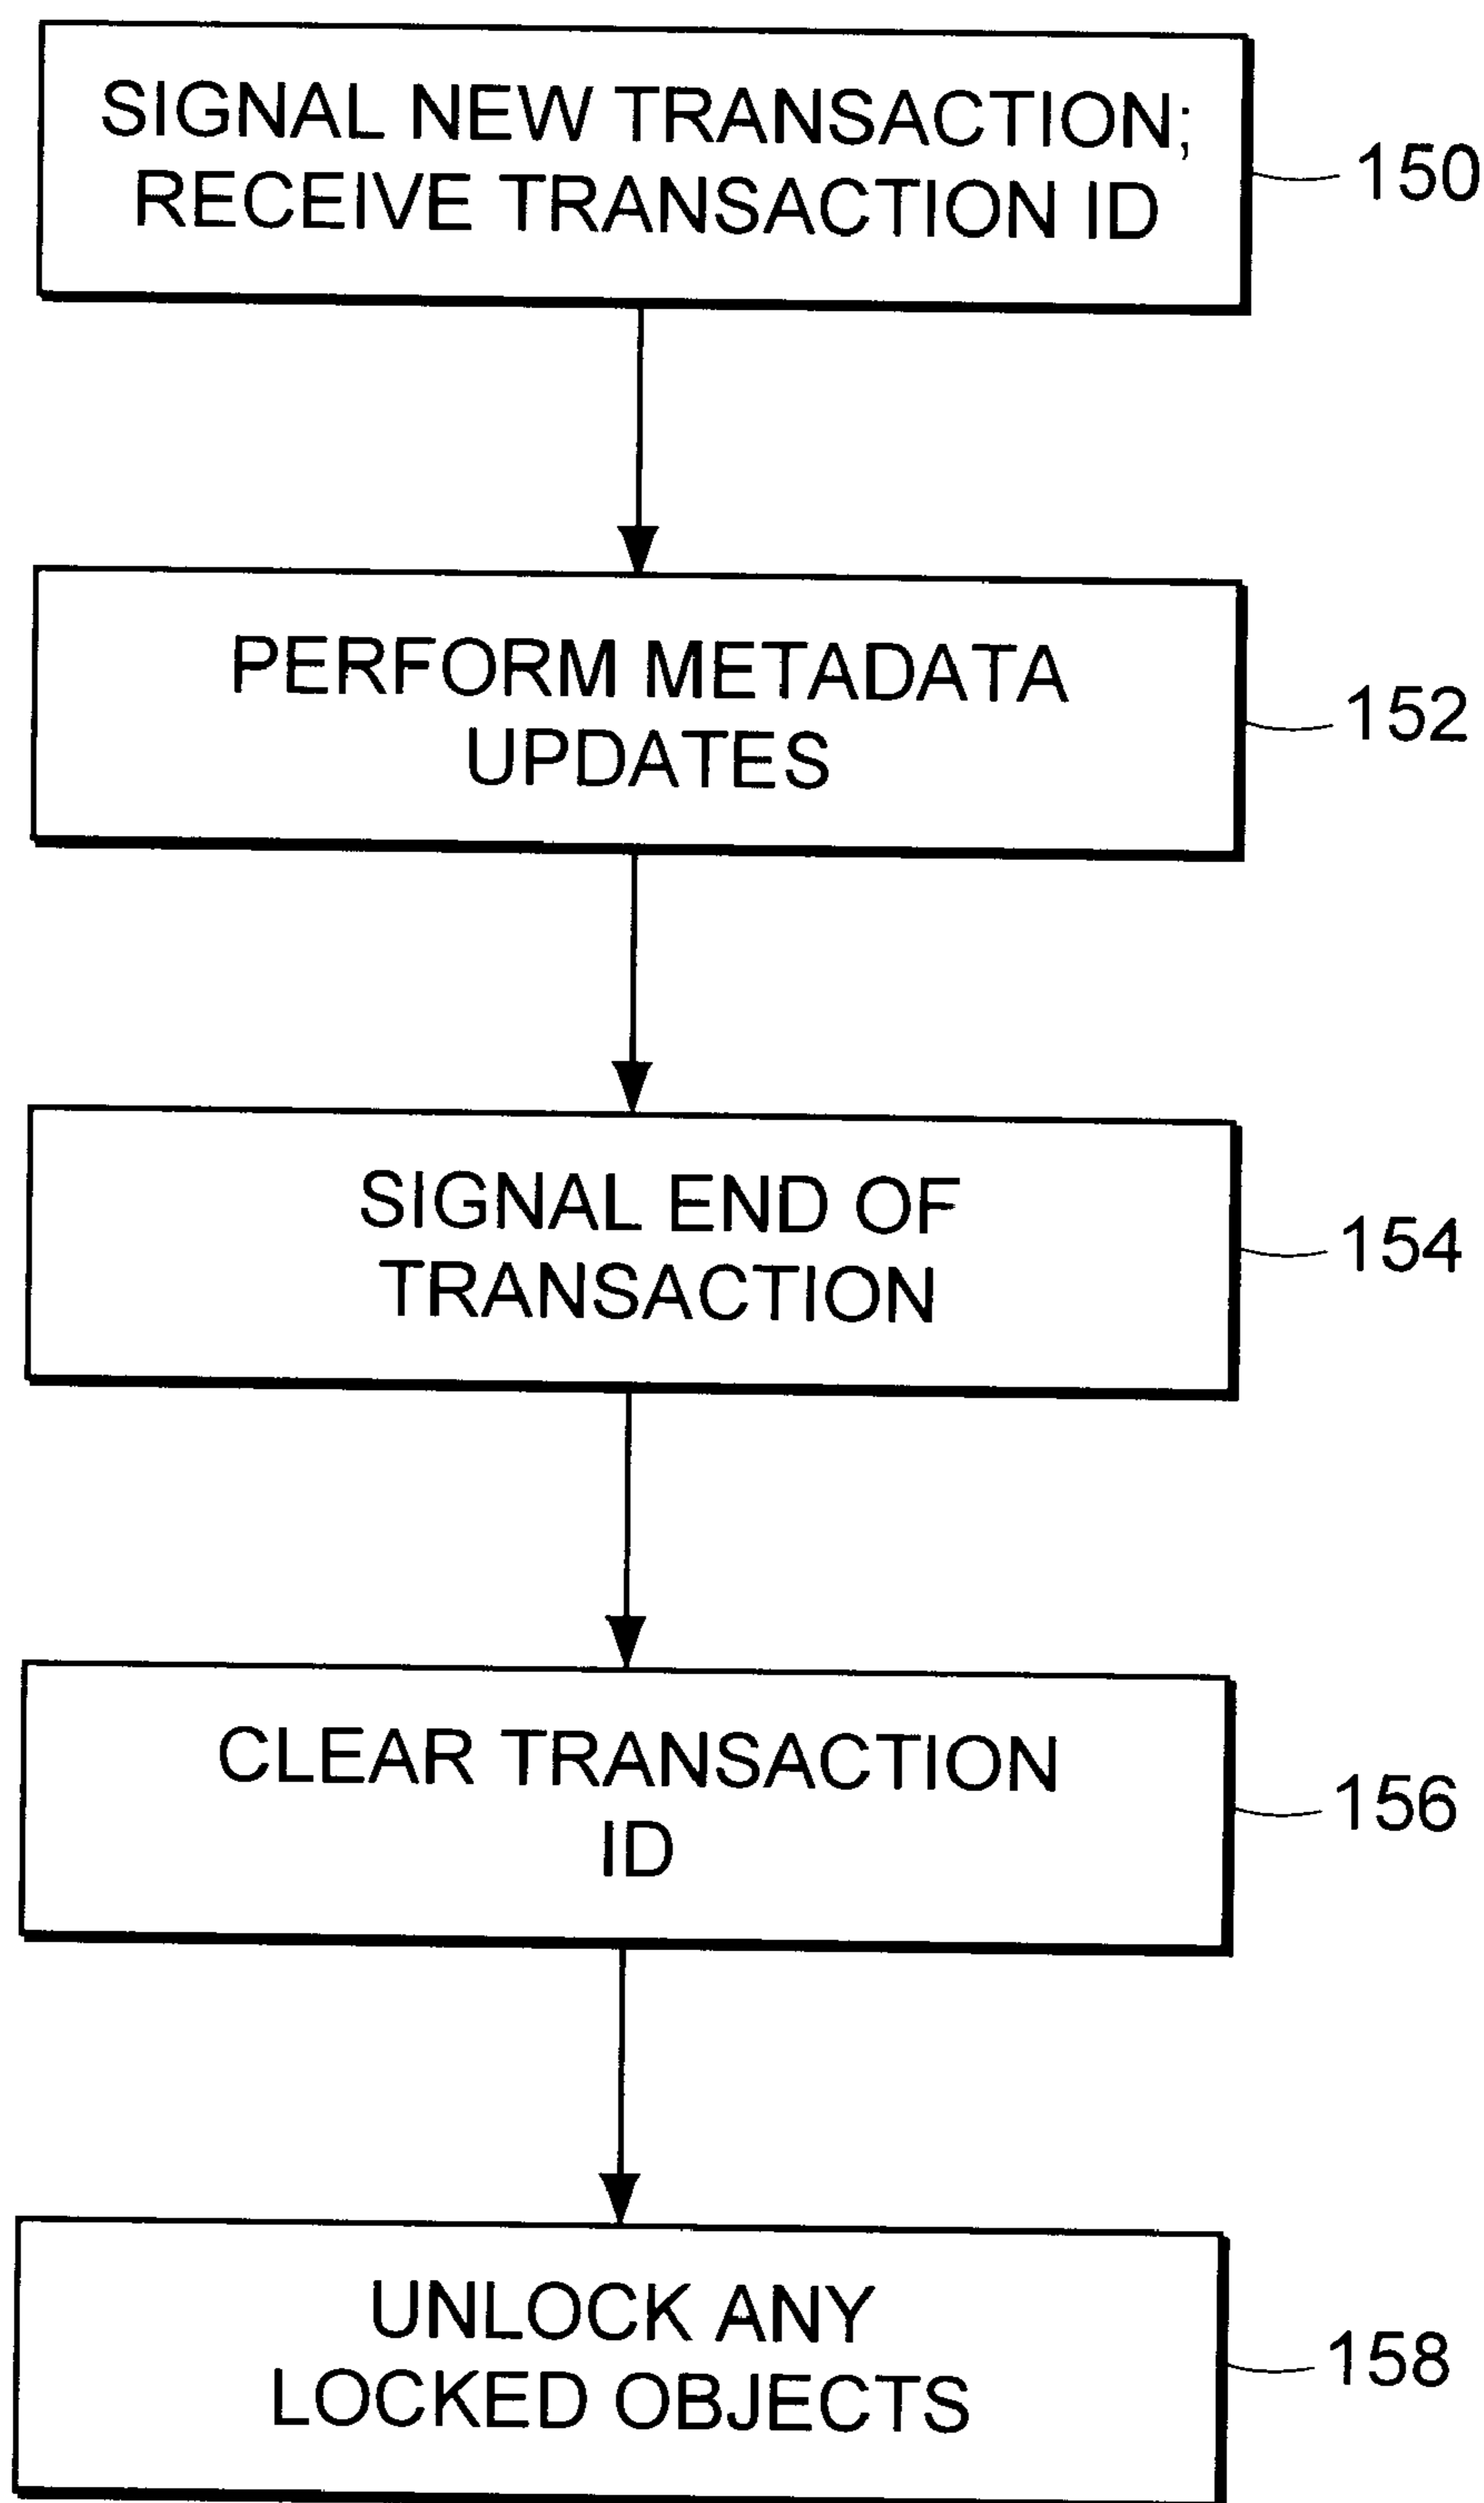 SIGNAL NEW TRANSACTION;
RECEIVE TRANSACTION ID
150
PERFORM METADATA
UPDATES
152
SIGNAL END OF
TRANSACTION
154
CLEAR TRANSACTION
ID
156
UNLOCK ANY
LOCKED OBJECTS
158